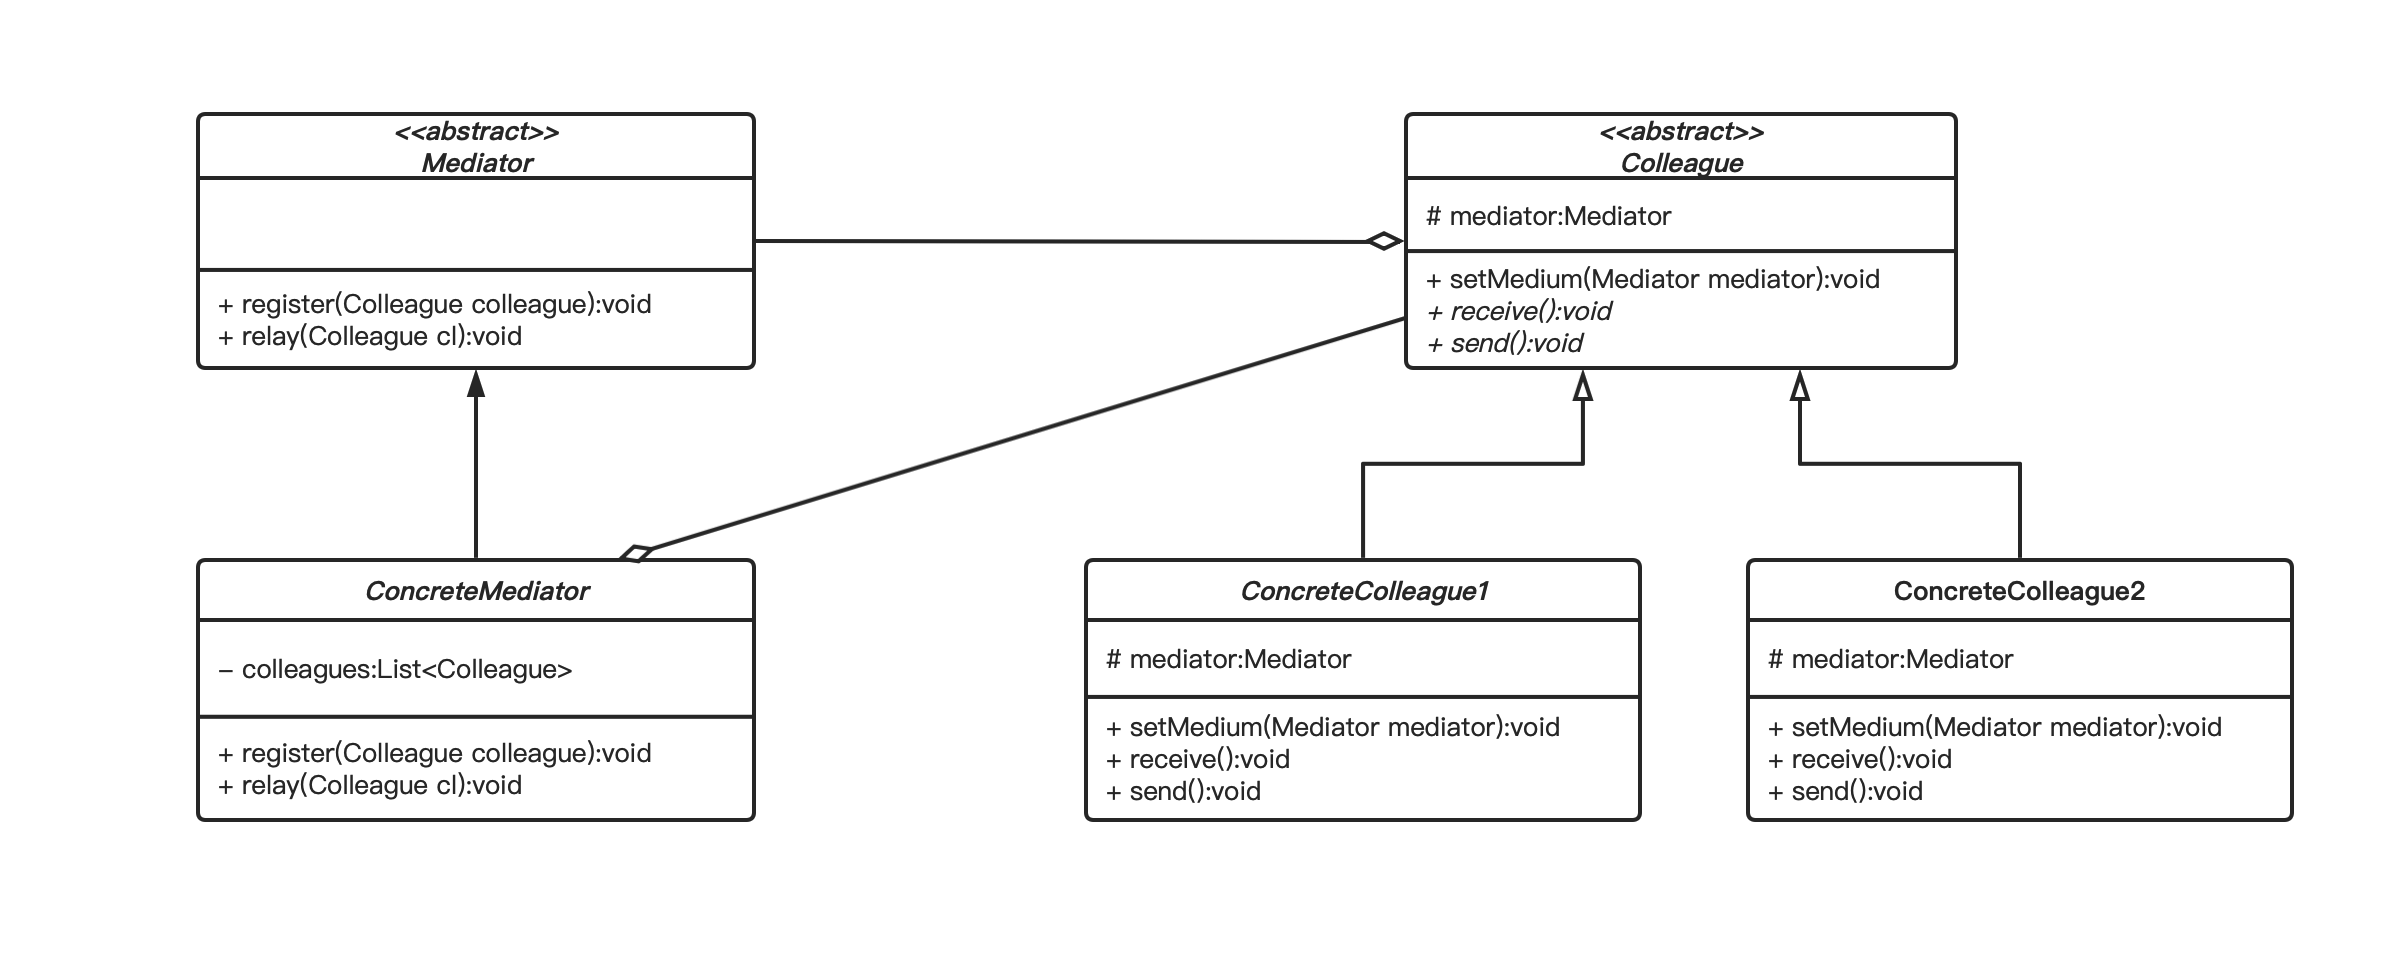 <<abstract>>
Mediator
+ register(Colleague colleague):void
+ relay(Colleague cl):void
<<abstract>>
Colleague
# mediator:Mediator
+ setMedium(Mediator mediator):void
+ receive():void
+ send():void
ConcreteMediator
– colleagues:List<Colleague>
+ register(Colleague colleague):void
+ relay(Colleague cl):void
ConcreteColleague1
# mediator:Mediator
+ setMedium(Mediator mediator):void
+ receive():void
+ send():void
ConcreteColleague2
# mediator:Mediator
+ setMedium(Mediator mediator):void
+ receive():void
+ send():void